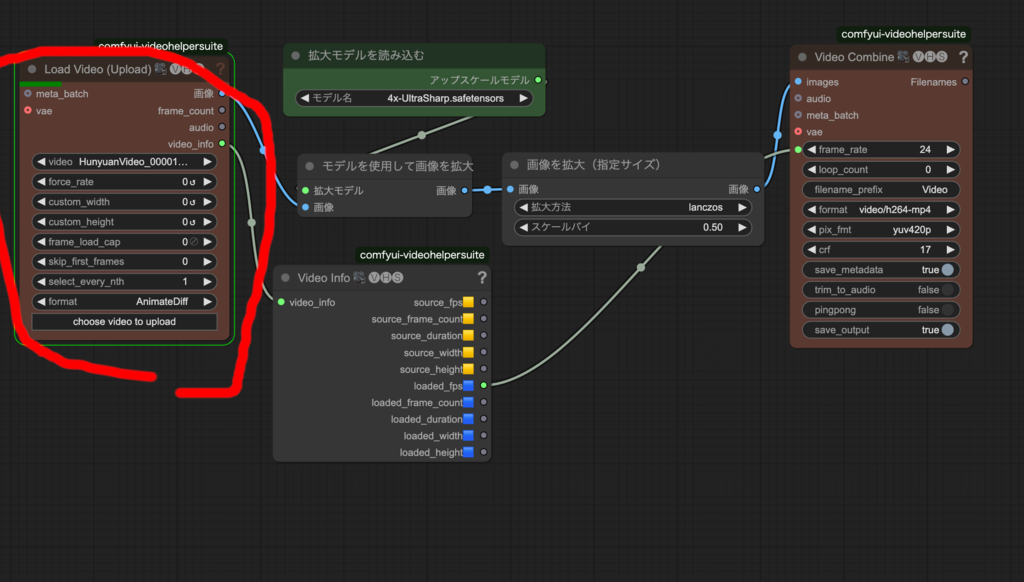 comfyui-videohelpersuite
Load Video (Upload) VHS ?
meta_batch
画像
vae
frame_count
audio
video_info
video HunyuanVideo_00001...
force_rate 0
custom_width 0
custom_height 0
frame_load_cap 0
skip_first_frames 0
select_every_nth 1
format AnimateDiff
choose video to upload
拡大モデルを読み込む
アップスケールモデル
モデル名 4x-UltraSharp.safetensors
モデルを使用して画像を拡大
拡大モデル
画像
画像
画像を拡大（指定サイズ）
画像
画像
拡大方法 lanczos
スケールバイ 0.50
comfyui-videohelpersuite
Video Info VHS ?
video_info
source_fps
source_frame_count
source_duration
source_width
source_height
loaded_fps
loaded_frame_count
loaded_duration
loaded_width
loaded_height
comfyui-videohelpersuite
Video Combine VHS ?
images
Filenames
audio
meta_batch
vae
frame_rate 24
loop_count 0
filename_prefix Video
format video/h264-mp4
pix_fmt yuv420p
crf 17
save_metadata true
trim_to_audio false
pingpong false
save_output true